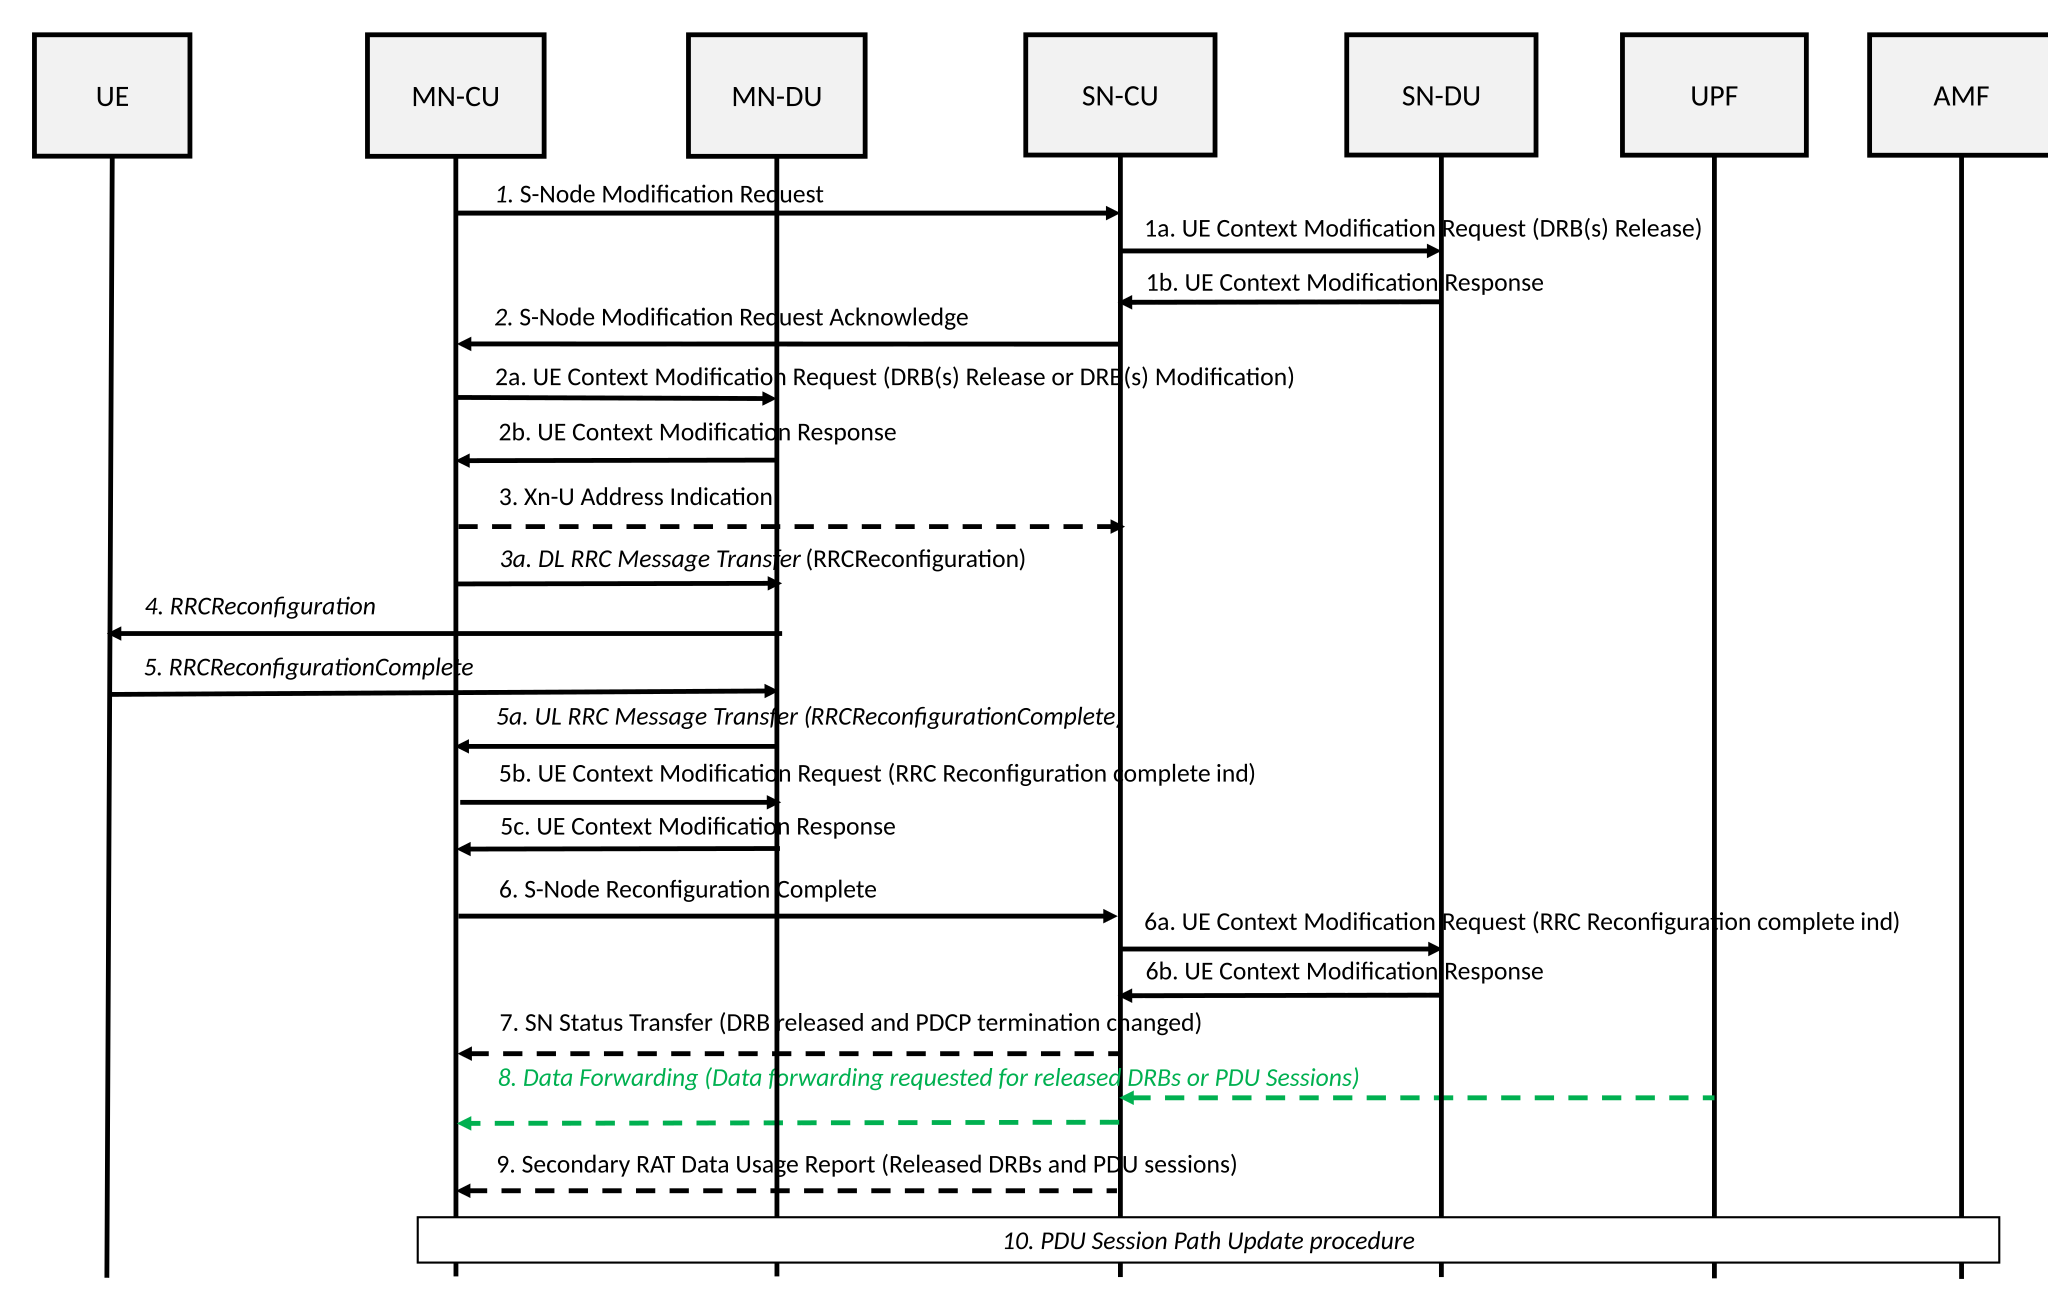 UE
MN-CU
MN-DU
SN-CU
SN-DU
UPF
AMF
1. S-Node Modification Request
1a. UE Context Modification Request (DRB(s) Release)
1b. UE Context Modification Response
2. S-Node Modification Request Acknowledge
2a. UE Context Modification Request (DRB(s) Release or DRB(s) Modification)
2b. UE Context Modification Response
3. Xn-U Address Indication
3a. DL RRC Message Transfer (RRCReconfiguration)
4. RRCReconfiguration
5. RRCReconfigurationComplete
5a. UL RRC Message Transfer (RRCReconfigurationComplete)
5b. UE Context Modification Request (RRC Reconfiguration complete ind)
5c. UE Context Modification Response
6. S-Node Reconfiguration Complete
6a. UE Context Modification Request (RRC Reconfiguration complete ind)
6b. UE Context Modification Response
7. SN Status Transfer (DRB released and PDCP termination changed)
8. Data Forwarding (Data forwarding requested for released DRBs or PDU Sessions)
9. Secondary RAT Data Usage Report (Released DRBs and PDU sessions)
10. PDU Session Path Update procedure